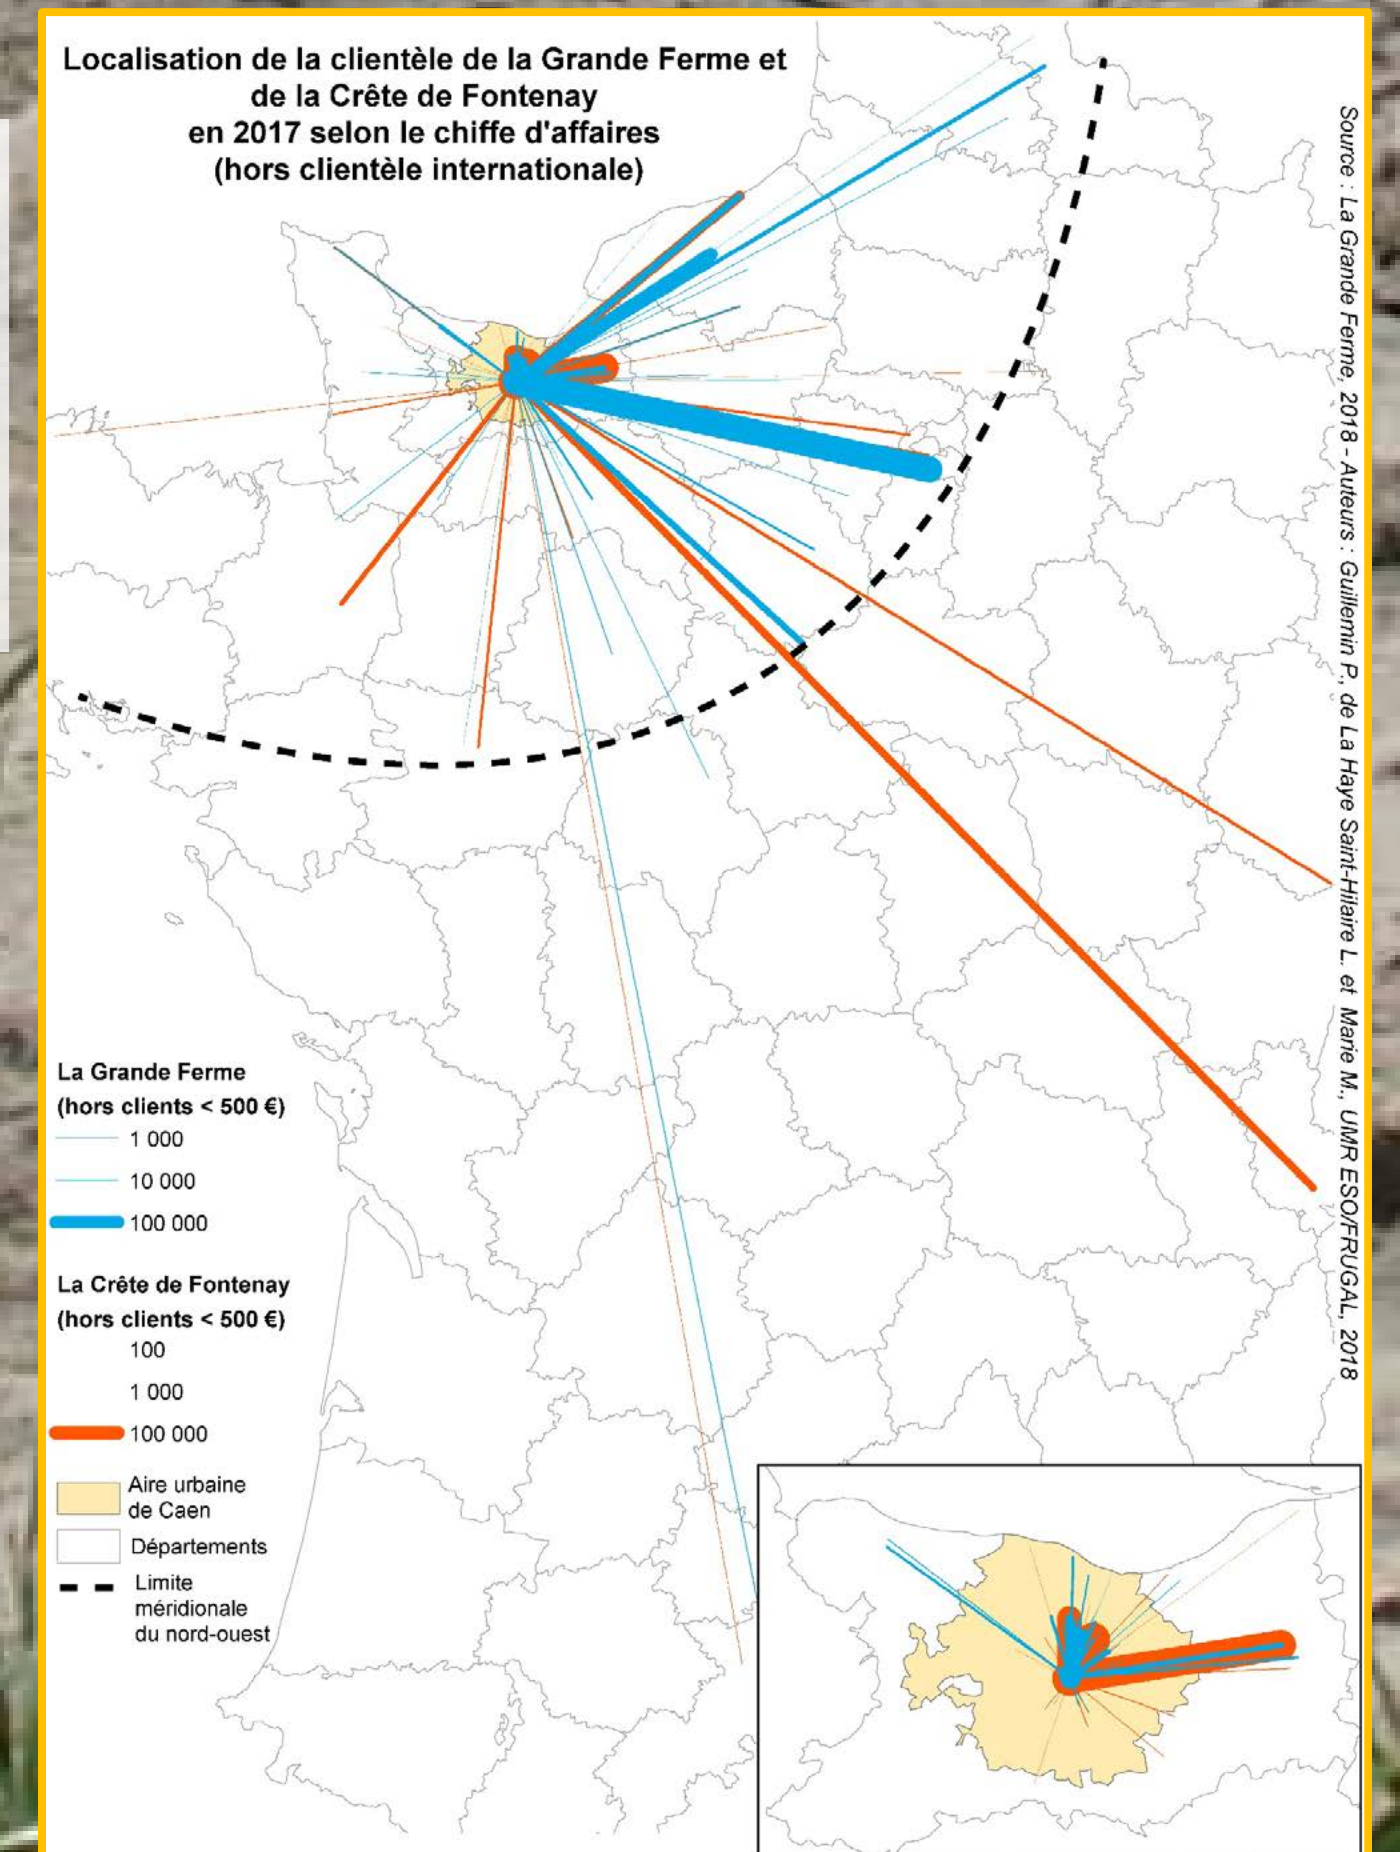 Localisation de la clientèle de la Grande Ferme et
de la Crête de Fontenay
en 2017 selon le chiffe d'affaires
(hors clientèle internationale)
Source : La Grande Ferme, 2018 - Auteurs : Guillemin P., de La Haye Saint-Hilaire L. et Marie M., UMR ESO/FRUGAL, 2018
La Grande Ferme
(hors clients < 500 €)
1 000
10 000
100 000
La Crête de Fontenay
(hors clients < 500 €)
100
1 000
100 000
Aire urbaine
de Caen
Départements
Limite
méridionale
du nord-ouest